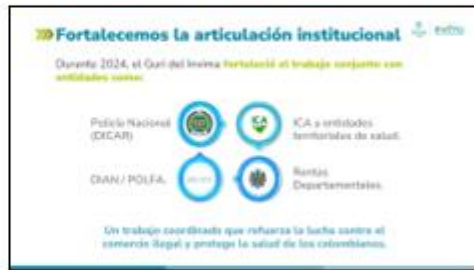 Fortalecemos la articulación institucional
invima
Durante 2024, el Guri del Invima fortaleció el trabajo conjunto con
entidades como:
Policía Nacional
(DICAR)
ICA
ICA a entidades
territoriales de salud.
DIAN / POLFA.
Rentas
Departamentales.
Un trabajo coordinado que refuerza la lucha contra el
comercio ilegal y protege la salud de los colombianos.